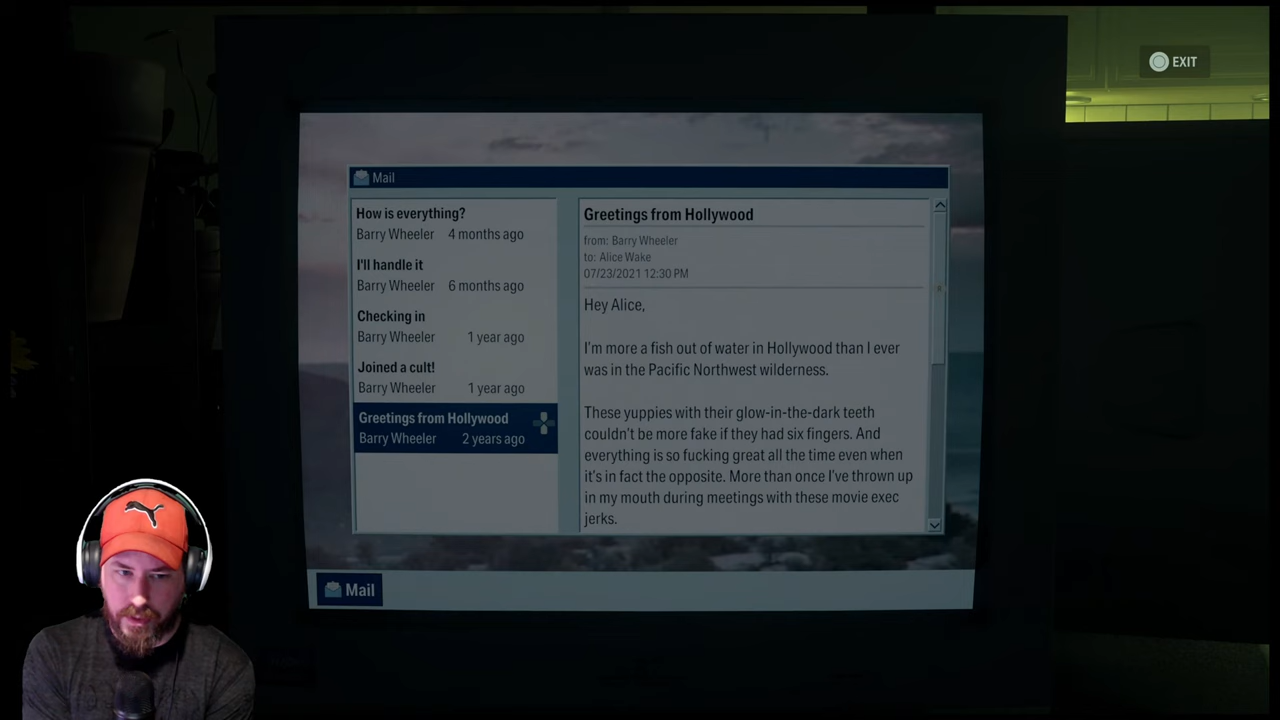 EXIT
Mail
How is everything?
Barry Wheeler 4 months ago
I'll handle it
Barry Wheeler 6 months ago
Checking in
Barry Wheeler 1 year ago
Joined a cult!
Barry Wheeler 1 year ago
Greetings from Hollywood
Barry Wheeler 2 years ago
Greetings from Hollywood
from: Barry Wheeler
to: Alice Wake
07/23/2021 12:30 PM
Hey Alice,
I'm more a fish out of water in Hollywood than I ever
was in the Pacific Northwest wilderness.
These yuppies with their glow-in-the-dark teeth
couldn't be more fake if they had six fingers. And
everything is so fucking great all the time even when
it's in fact the opposite. More than once I've thrown up
in my mouth during meetings with these movie exec
jerks.
Mail